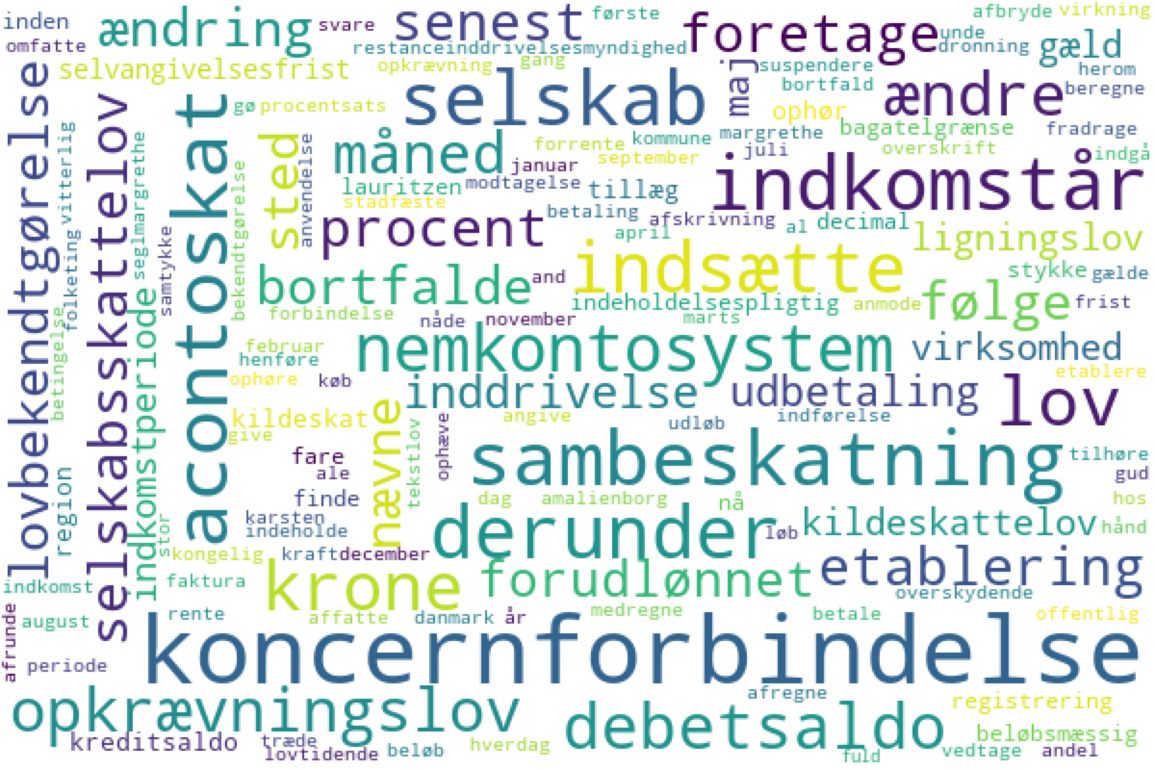 inden
omfatte
ændring
svare
senest
første
restanceinddrivelsesmyndighed
foretage
unde
dronning
afbryde
virkning
gæld
herom
selvangivelsesfrist
opkrævning
gang
suspendere
bortfald
ændre
beregne
lovbekendtgørelse
selskabsskattelov
acontoskat
gø
procentsats
selskab
maj
ophør
bagatelgrænse
fradrage
overskrift
indgå
vitterlig
folketing
seglmargrethe
sted
anvendelse
måned
januar
forrente
kommune
september
margrethe
juli
indkomstår
lauritzen
modtagelse
stadfæste
tillæg
betaling
afskrivning
april
al
decimal
ligningslov
procent
samtykke
bekendtgørelse
bortfalde
and
indsætte
stykke
gælde
indeholdelsespligtig
anmode
følge
frist
forbindelse
nåde
november
marts
indkomstperiode
betingelse
februar
henføre
nemkontosystem
virksomhed
ophøre
køb
etablere
inddrivelse
udbetaling
lov
kildeskat
give
nævne
tekstlov
ophæve
angive
udløb
indførelse
fare
ale
sambeskatning
tilhøre
gud
region
finde
dag
amalienborg
nå
hos
karsten
indeholde
derunder
løb
kildeskattelov
hånd
stor
kongelig
kraft
december
indkomst
faktura
krone
forudlønnet
etablering
overskydende
afrunde
august
rente
affatte
danmark
år
medregne
betale
offentlig
periode
koncernforbindelse
opkrævningslov
afregne
registrering
debetsaldo
beløbsmæssig
kreditsaldo
træde
lovtidende
beløb
hverdag
fuld
vedtage
andel